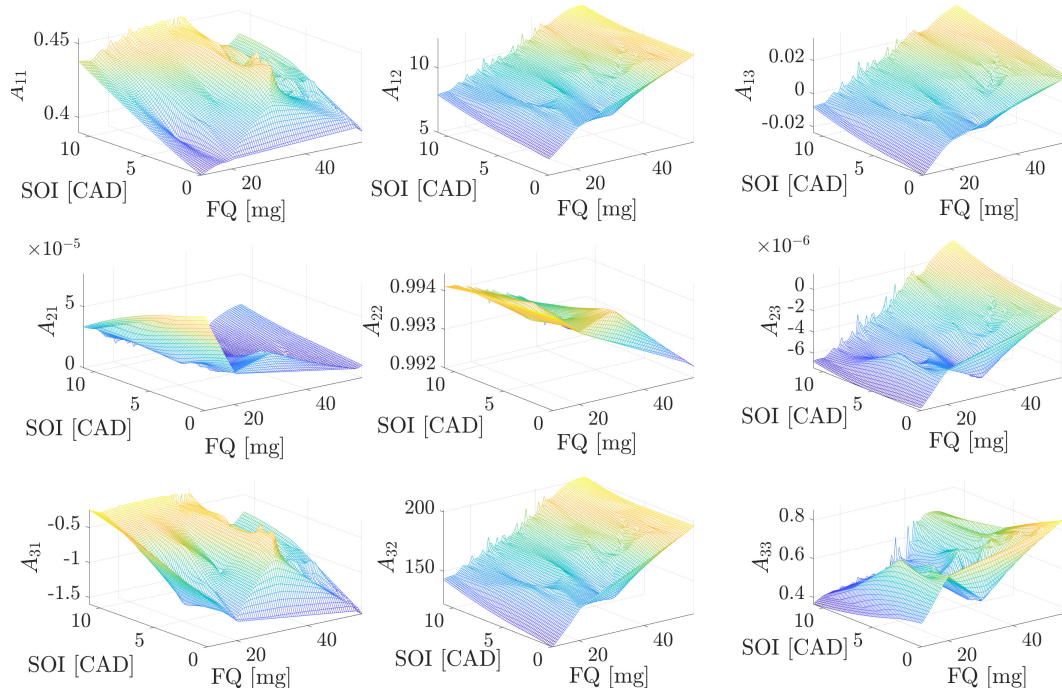 A11
0.45
0.4
10
5
0
SOI [CAD]
20
40
FQ [mg]
A12
10
5
10
5
0
SOI [CAD]
20
40
FQ [mg]
A13
0.02
0
-0.02
10
5
0
SOI [CAD]
20
40
FQ [mg]
×10-5
A21
5
0
10
5
0
SOI [CAD]
20
40
FQ [mg]
A22
0.994
0.993
0.992
10
5
0
SOI [CAD]
20
40
FQ [mg]
×10-6
A23
0
-2
-4
-6
10
5
0
SOI [CAD]
20
40
FQ [mg]
A31
-0.5
-1
-1.5
10
5
0
SOI [CAD]
20
40
FQ [mg]
A32
200
150
10
5
0
SOI [CAD]
20
40
FQ [mg]
A33
0.8
0.6
0.4
10
5
0
SOI [CAD]
20
40
FQ [mg]